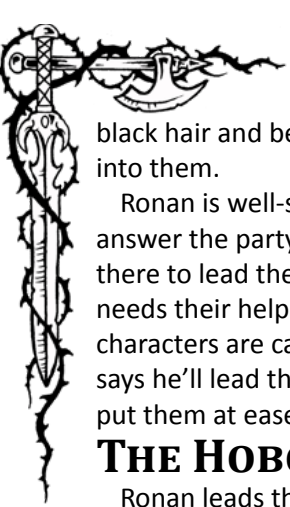 black hair and be
into them.
Ronan is well-s
answer the party
there to lead the
needs their help
characters are ca
says he'll lead th
put them at ease
THE HOB
Ronan leads th